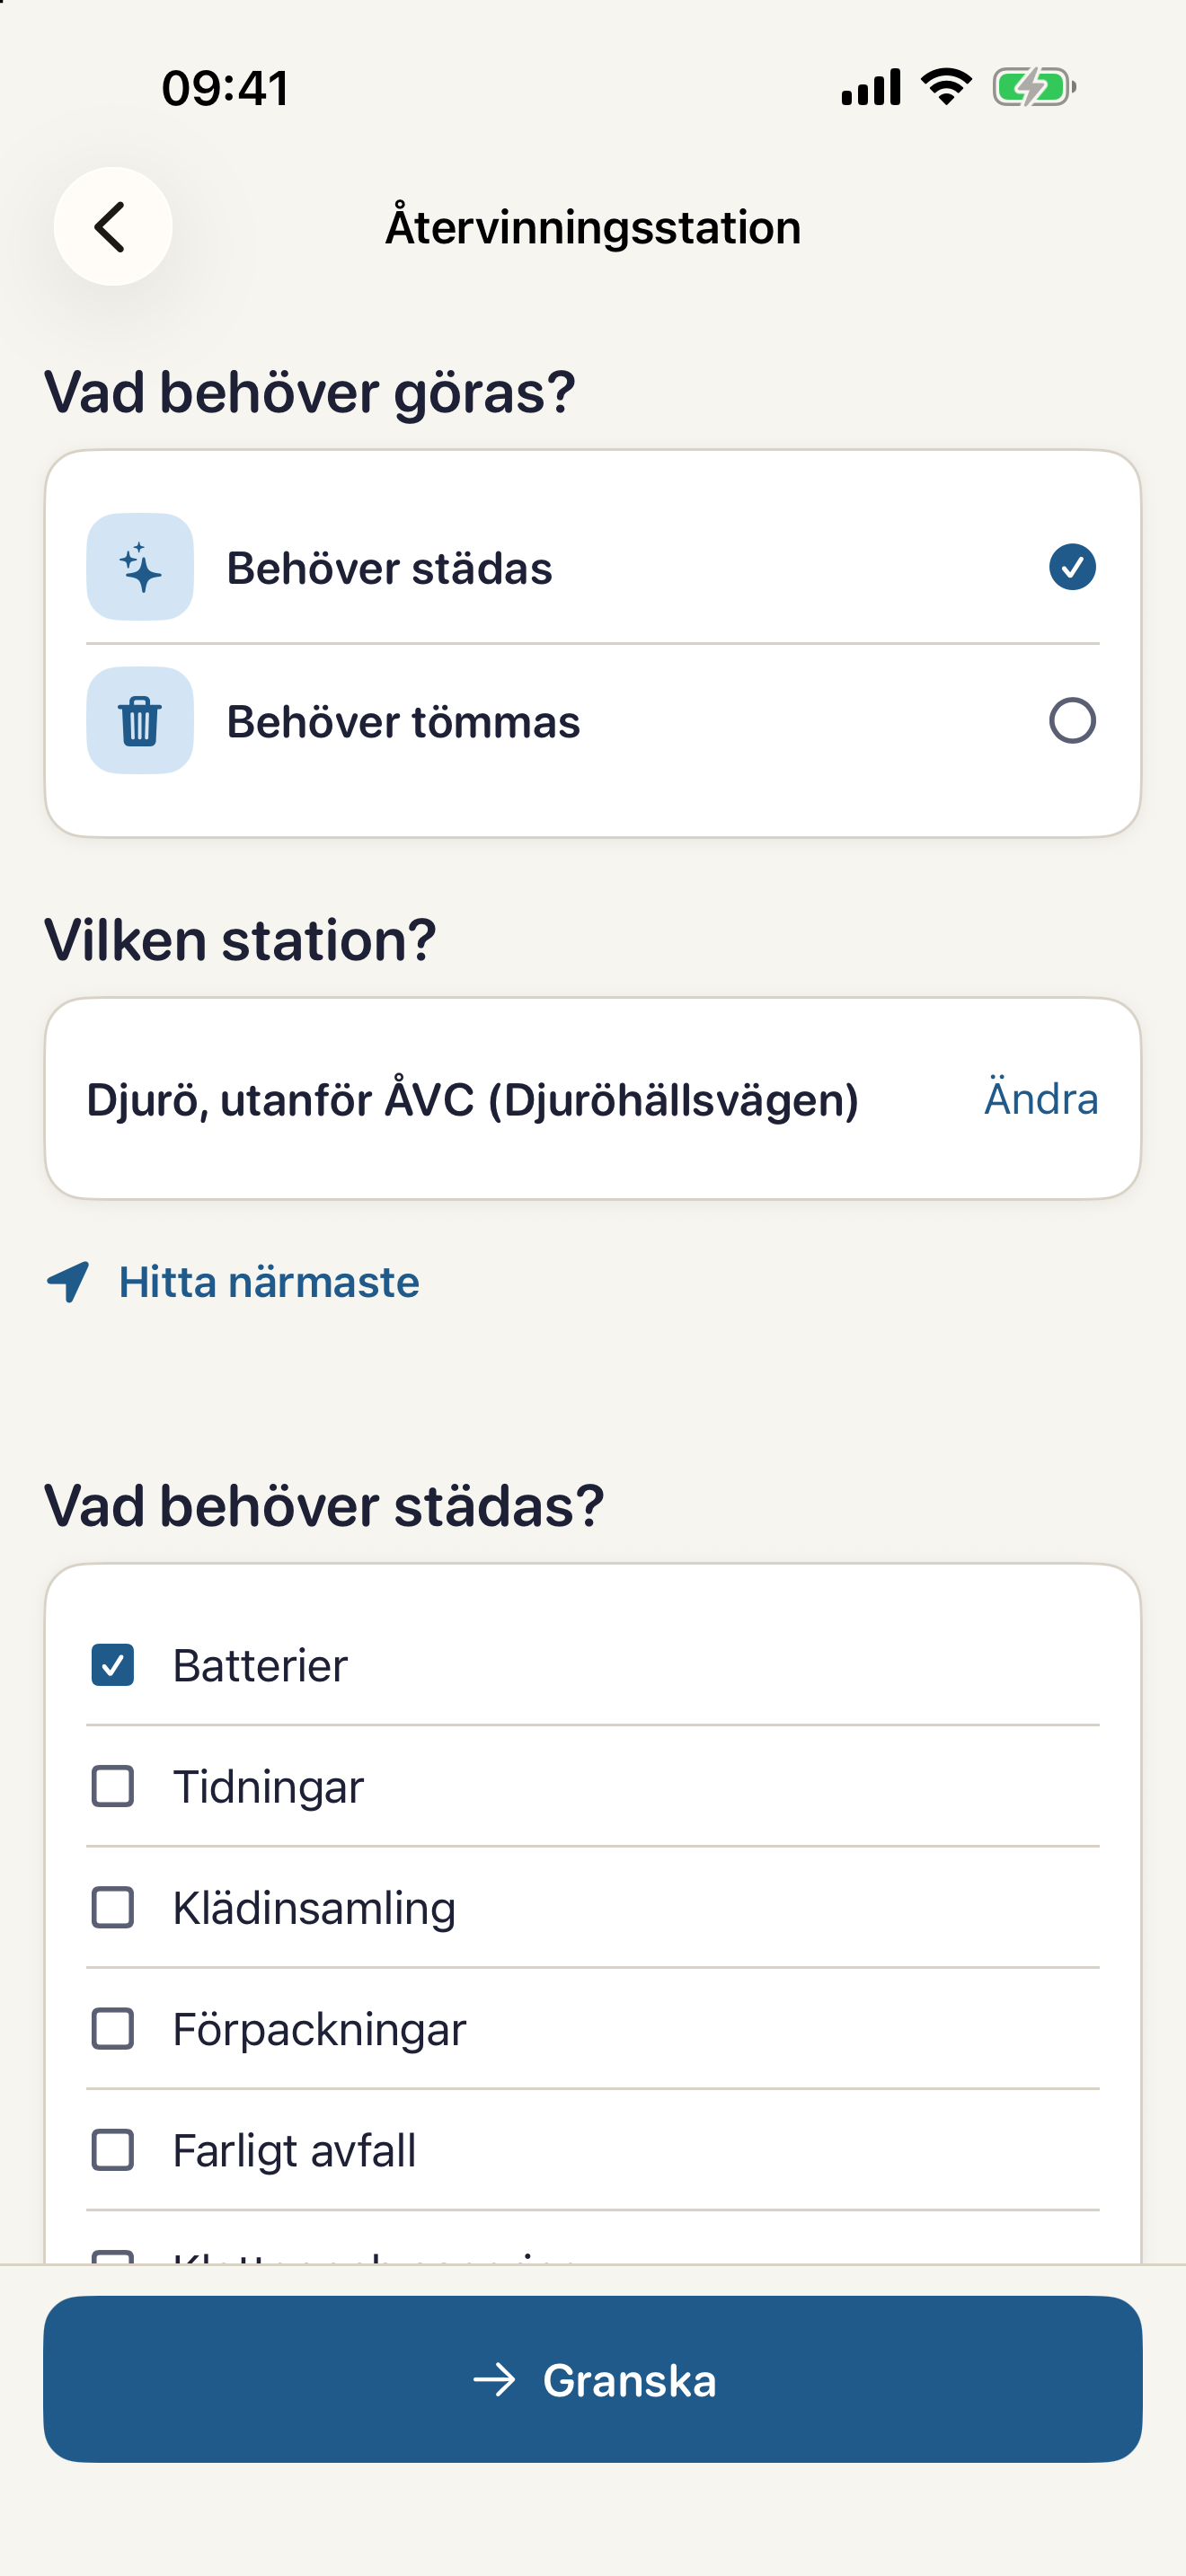 09:41
Återvinningsstation
Vad behöver göras?
Behöver städas
Behöver tömmas
Vilken station?
Djurö, utanför ÅVC (Djuröhällsvägen)
Ändra
Hitta närmaste
Vad behöver städas?
Batterier
Tidningar
Klädinsamling
Förpackningar
Farligt avfall
Granska